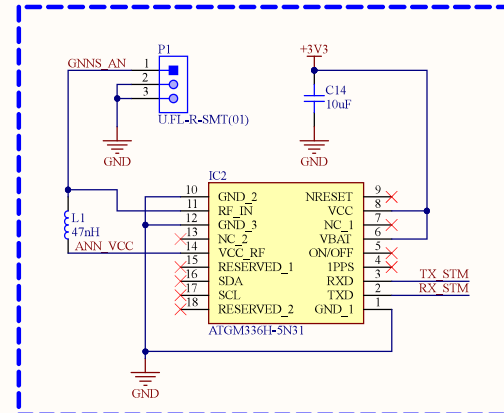 P1
GNNS_AN
1
2
3
U.FL-R-SMT(01)
GND
+3V3
C14
10uF
GND
IC2
10 GND_2 NRESET 9
11 RF_IN VCC 8
12 GND_3 NC_1 7
13 NC_2 VBAT 6
14 VCC_RF ON/OFF 5
15 RESERVED_1 1PPS 4
16 SDA RXD 3 TX_STM
17 SCL TXD 2 RX_STM
18 RESERVED_2 GND_1 1
ATGM336H-5N31
L1
47nH
ANN_VCC
GND